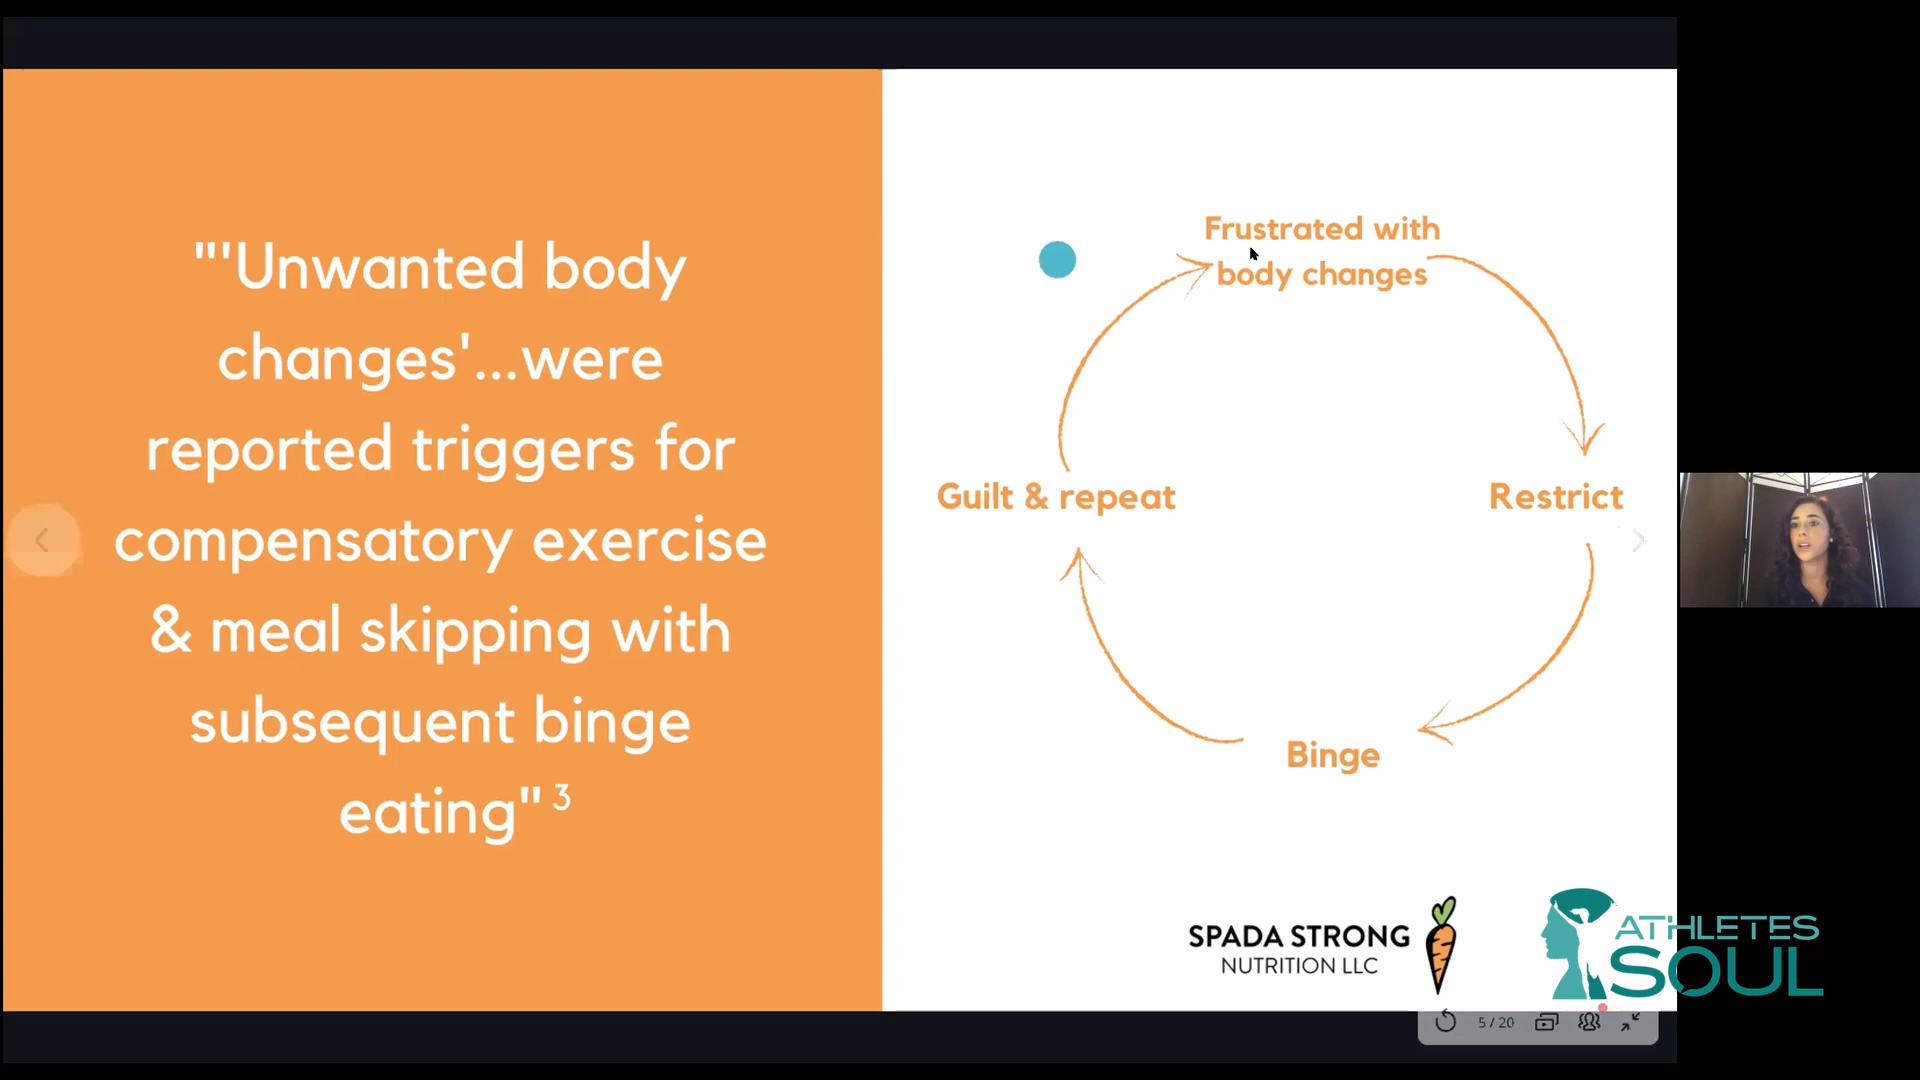 "'Unwanted body
changes'...were
reported triggers for
compensatory exercise
& meal skipping with
subsequent binge
eating" 3
Frustrated with
body changes
Guilt & repeat
Restrict
Binge
SPADA STRONG
NUTRITION LLC
ATHLETES
SOUL
5 / 20